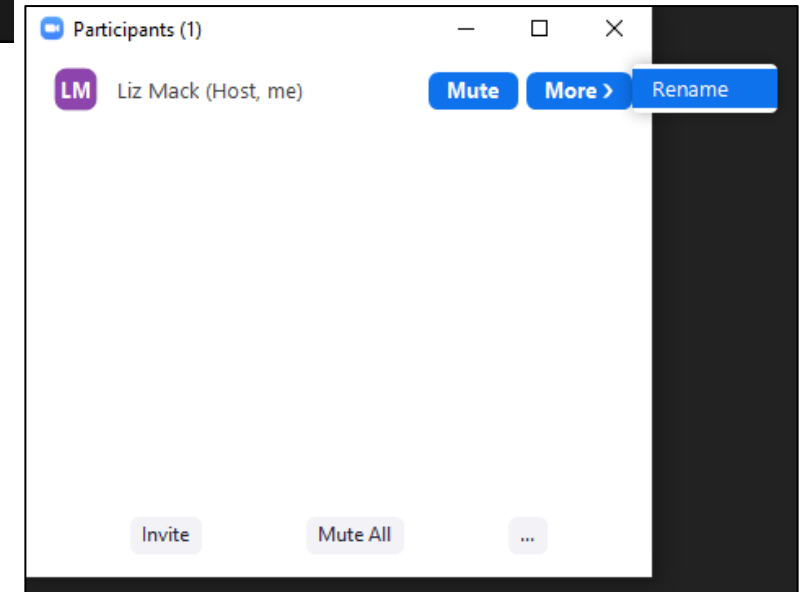 Participants (1)
LM Liz Mack (Host, me) Mute More > Rename
Invite Mute All ...